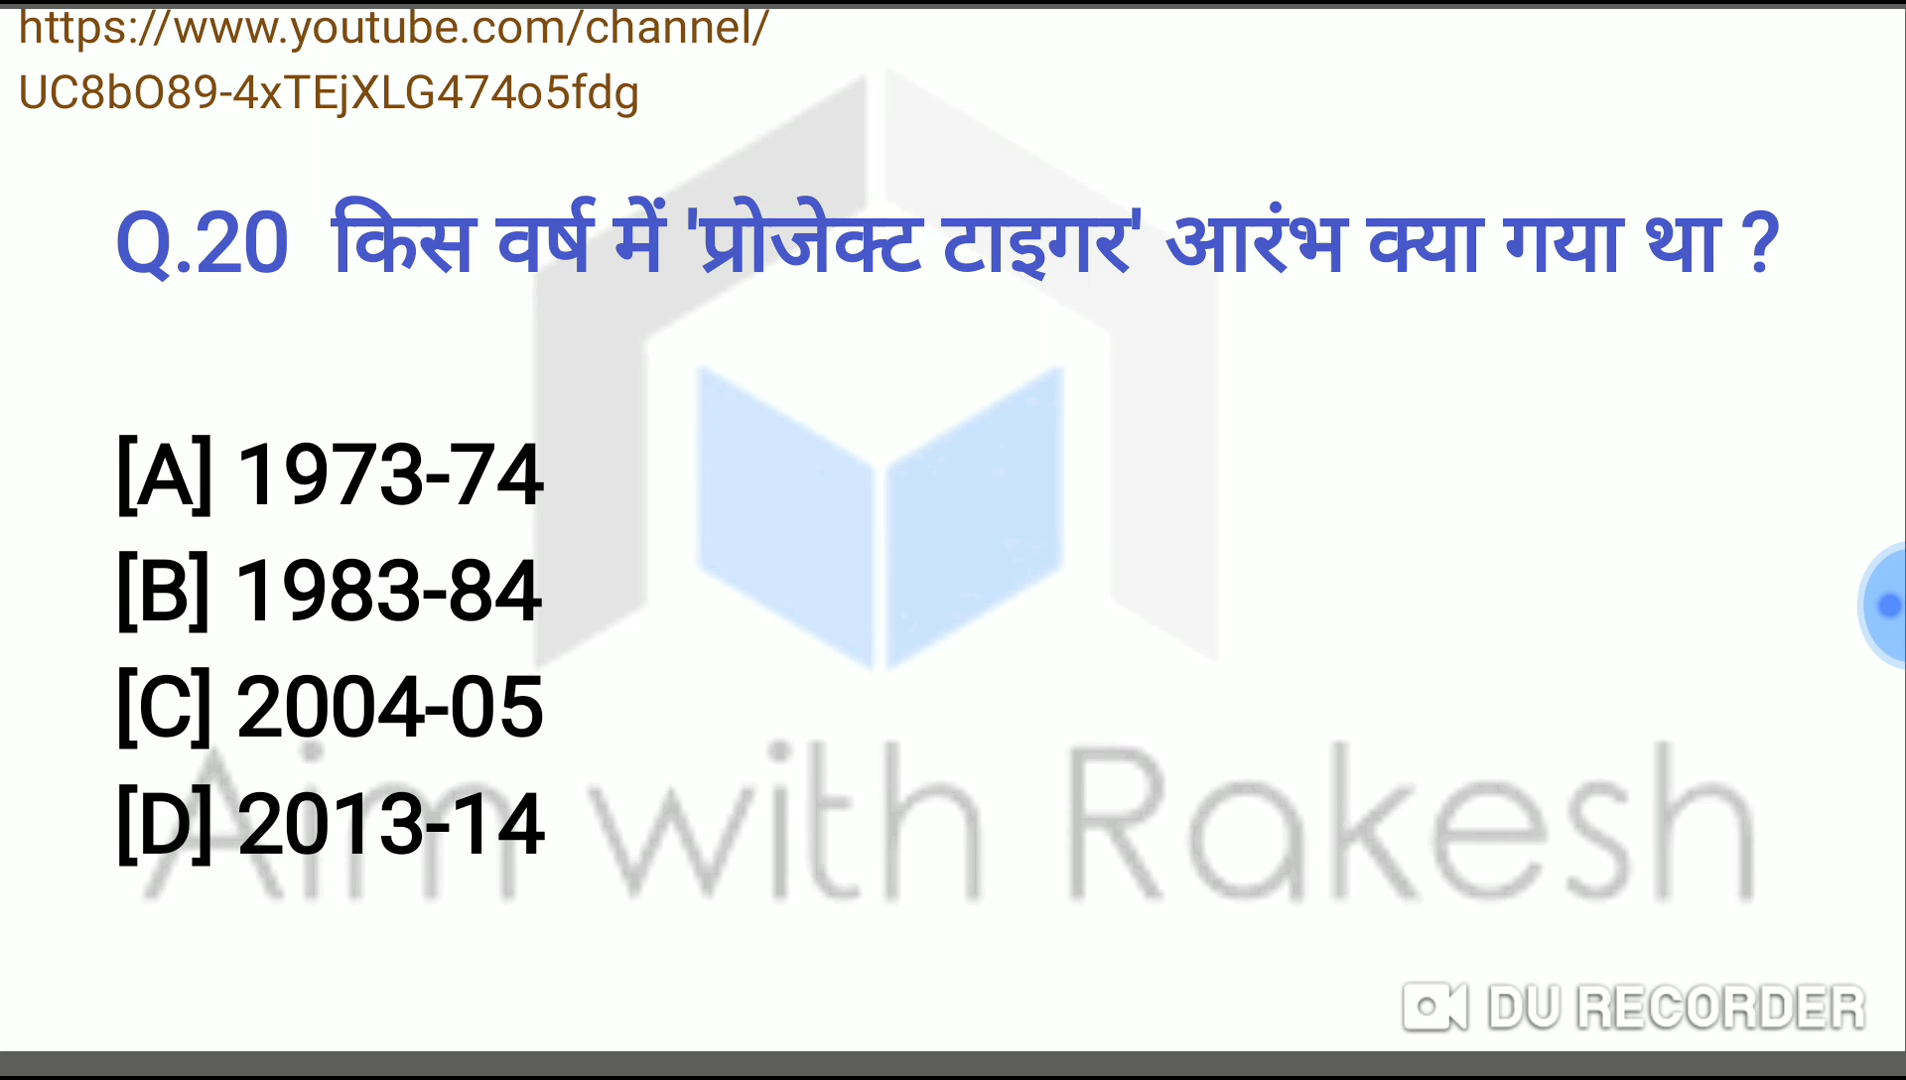 https://www.youtube.com/channel/
UC8bO89-4xTEjXLG474o5fdg
Q.20 किस वर्ष में 'प्रोजेक्ट टाइगर' आरंभ क्या गया था ?
[A] 1973-74
[B] 1983-84
[C] 2004-05
[D] 2013-14
Aim with Rakesh
DU RECORDER